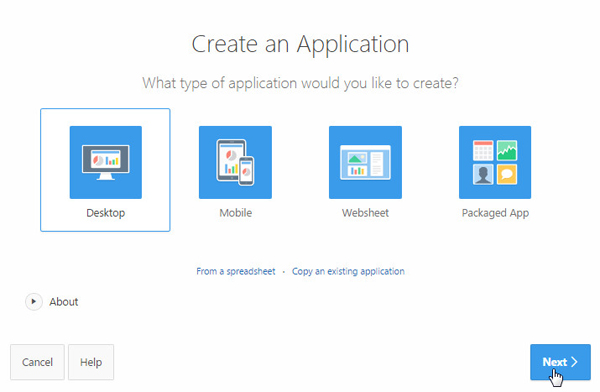 Create an Application
What type of application would you like to create?
Desktop Mobile Websheet Packaged App
From a spreadsheet - Copy an existing application
About
Cancel Help Next